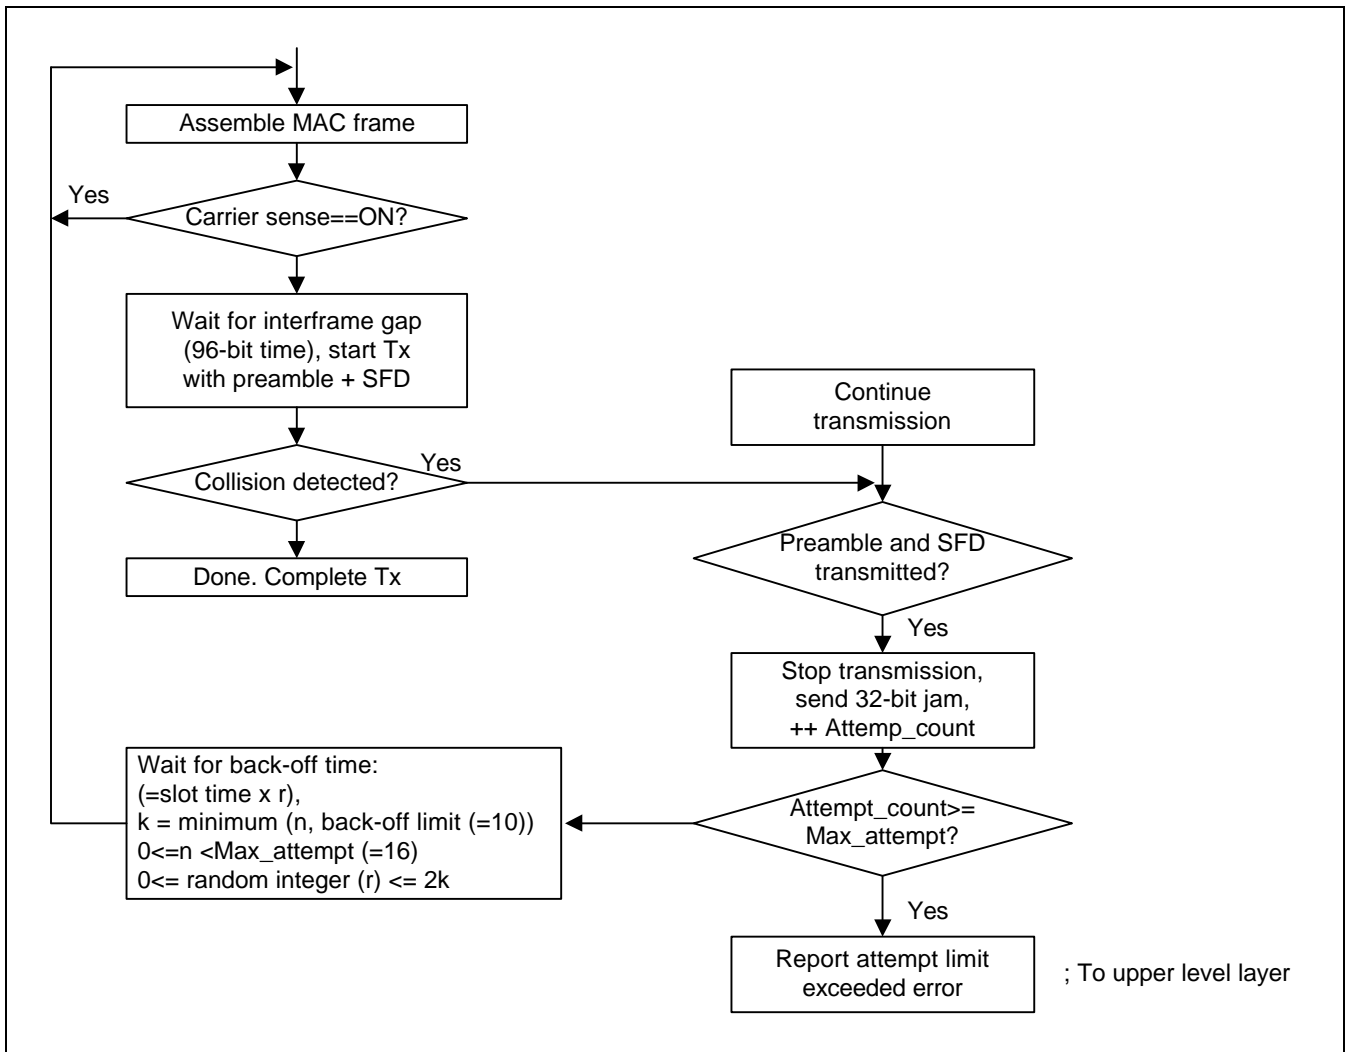 Assemble MAC frame
Yes
Carrier sense==ON?
Wait for interframe gap
(96-bit time), start Tx
with preamble + SFD
Continue
transmission
Collision detected?
Yes
Done. Complete Tx
Preamble and SFD
transmitted?
Yes
Stop transmission,
send 32-bit jam,
++ Attemp_count
Wait for back-off time:
(=slot time x r),
k = minimum (n, back-off limit (=10))
0<=n <Max_attempt (=16)
0<= random integer (r) <= 2k
Attempt_count>=
Max_attempt?
Yes
Report attempt limit
exceeded error
; To upper level layer